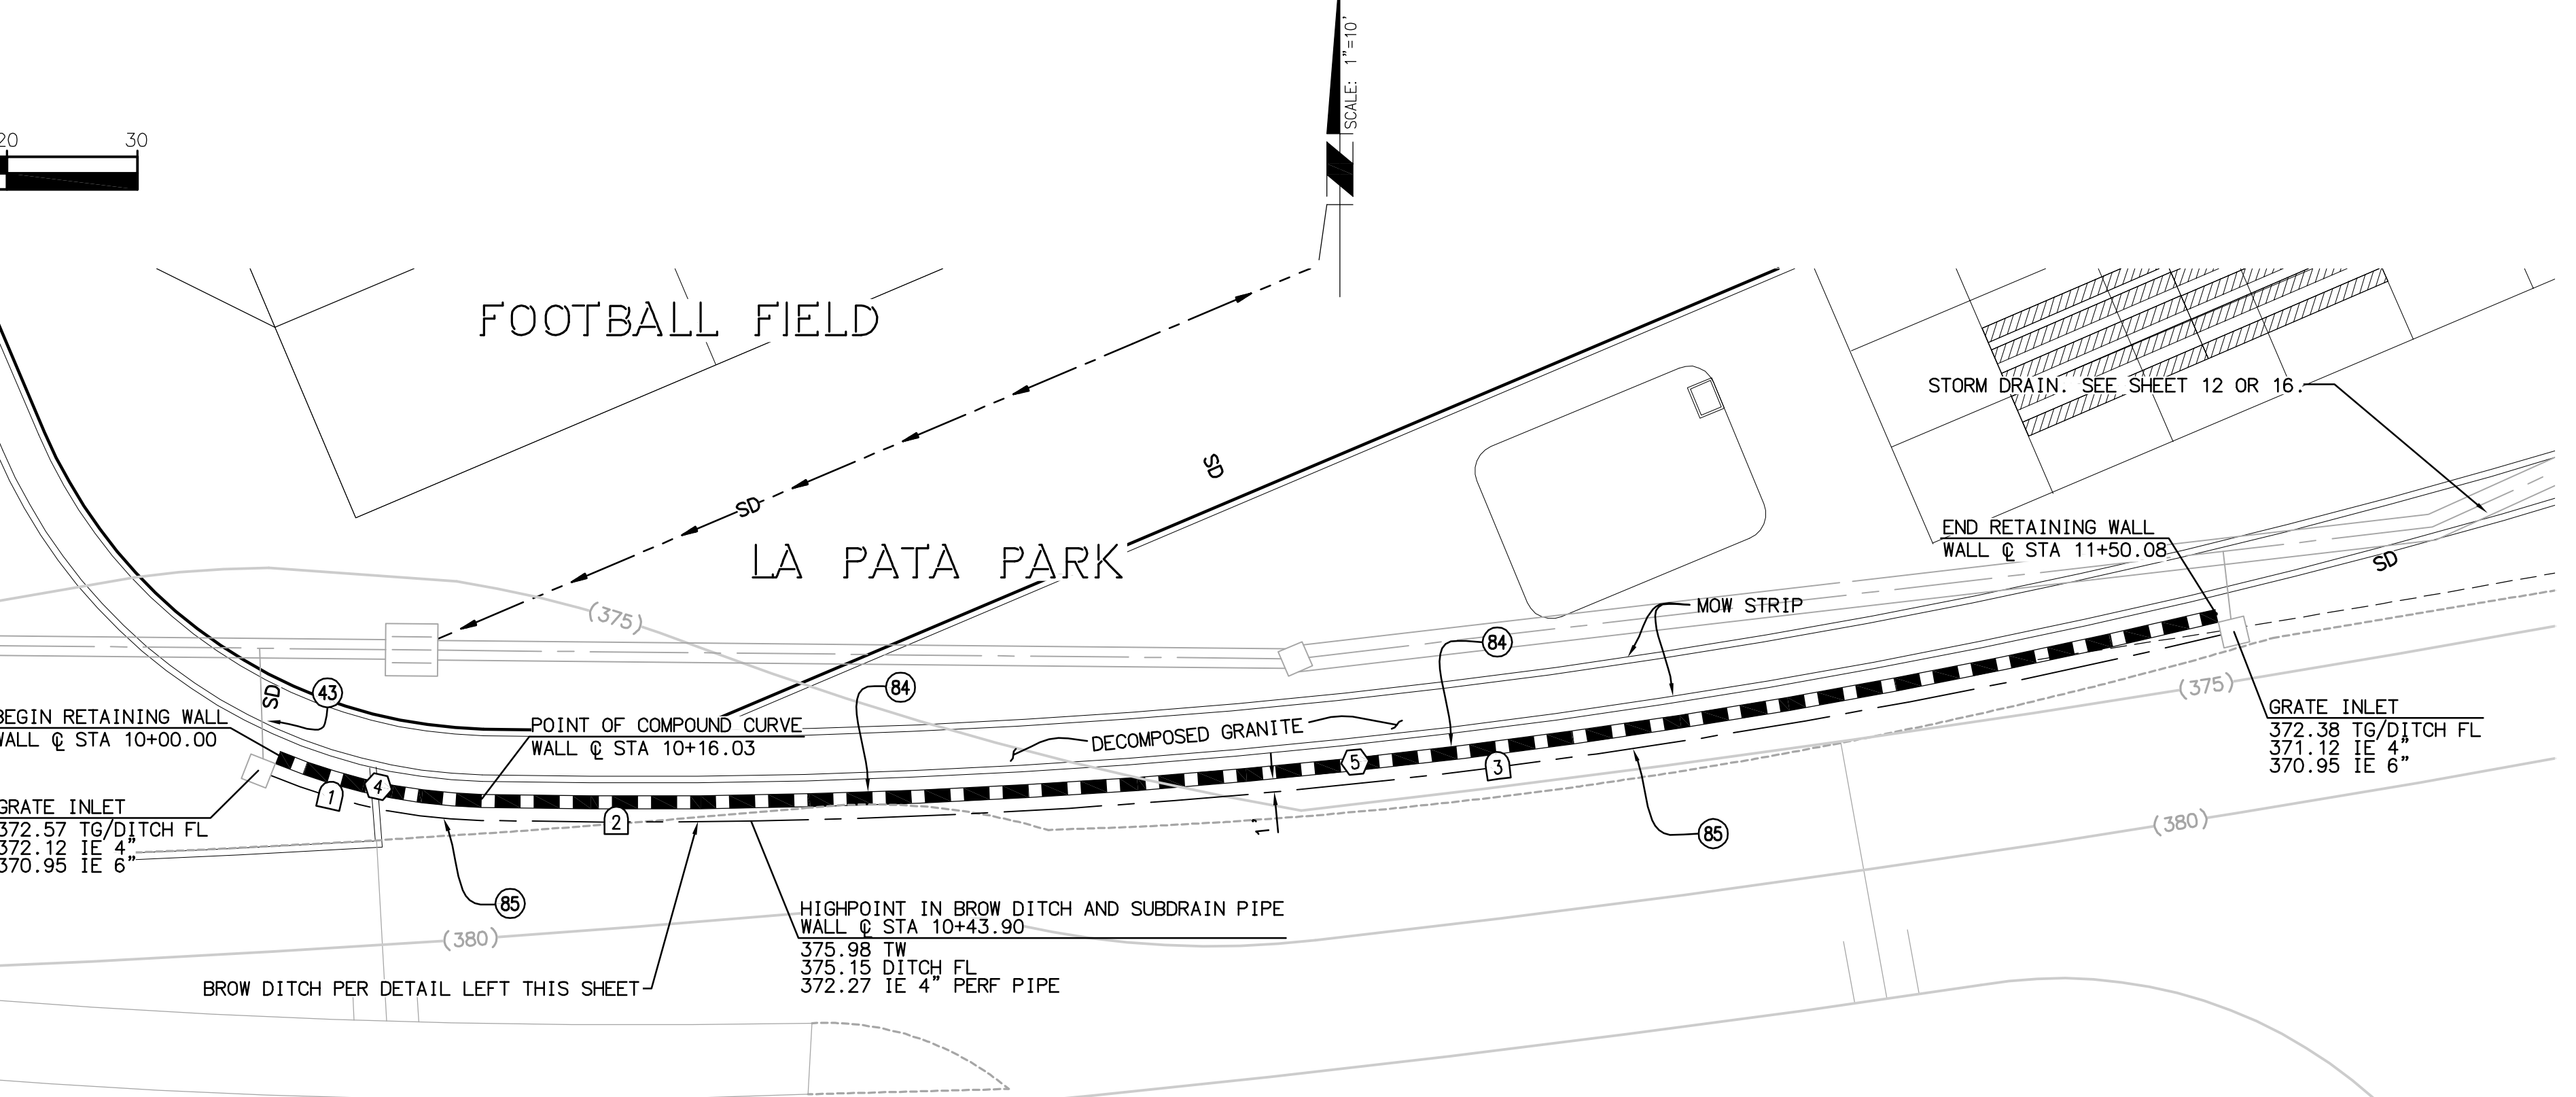 SCALE: 1"=10'
20 30
FOOTBALL FIELD
STORM DRAIN. SEE SHEET 12 OR 16.
SD
SD
END RETAINING WALL
WALL ℄ STA 11+50.08
SD
LA PATA PARK
(375)
MOW STRIP
84
84
43
SD
BEGIN RETAINING WALL
WALL ℄ STA 10+00.00
POINT OF COMPOUND CURVE
WALL ℄ STA 10+16.03
DECOMPOSED GRANITE
(375)
GRATE INLET
372.38 TG/DITCH FL
371.12 IE 4"
370.95 IE 6"
5
3
4
1
2
1'
85
(380)
GRATE INLET
372.57 TG/DITCH FL
372.12 IE 4"
370.95 IE 6"
85
(380)
HIGHPOINT IN BROW DITCH AND SUBDRAIN PIPE
WALL ℄ STA 10+43.90
375.98 TW
375.15 DITCH FL
372.27 IE 4" PERF PIPE
BROW DITCH PER DETAIL LEFT THIS SHEET